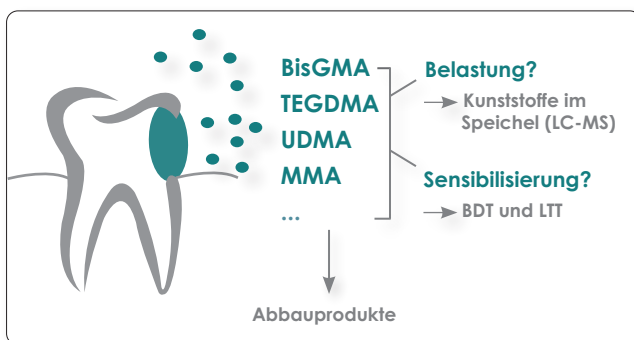 BisGMA
TEGDMA
UDMA
MMA
...
Abbauprodukte
Belastung?
Kunststoffe im
Speichel (LC-MS)
Sensibilisierung?
BDT und LTT